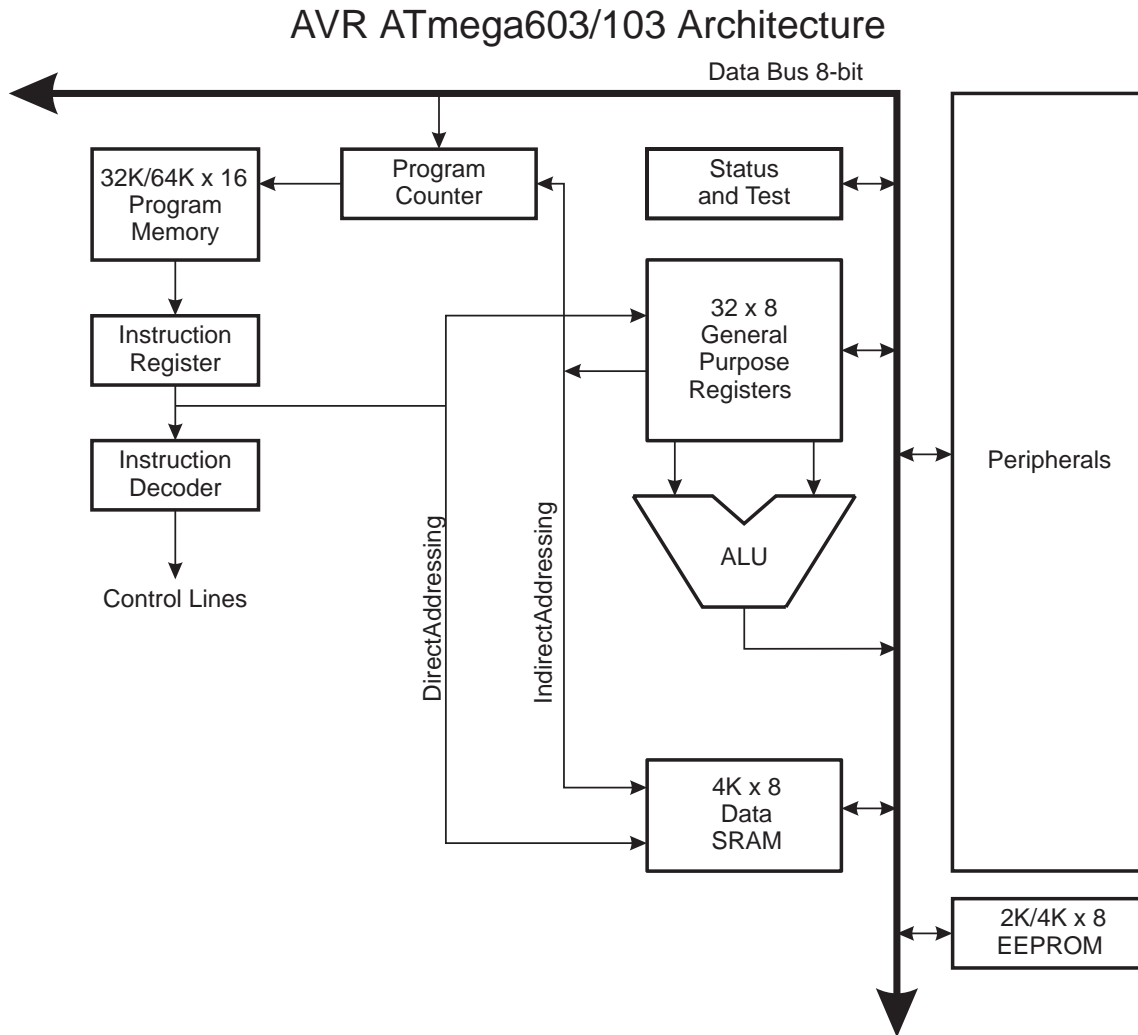 AVR ATmega603/103 Architecture
Data Bus 8-bit
32K/64K x 16
Program
Memory
Program
Counter
Status
and Test
Instruction
Register
32 x 8
General
Purpose
Registers
Instruction
Decoder
Peripherals
ALU
Control Lines
DirectAddressing
IndirectAddressing
4K x 8
Data
SRAM
2K/4K x 8
EEPROM